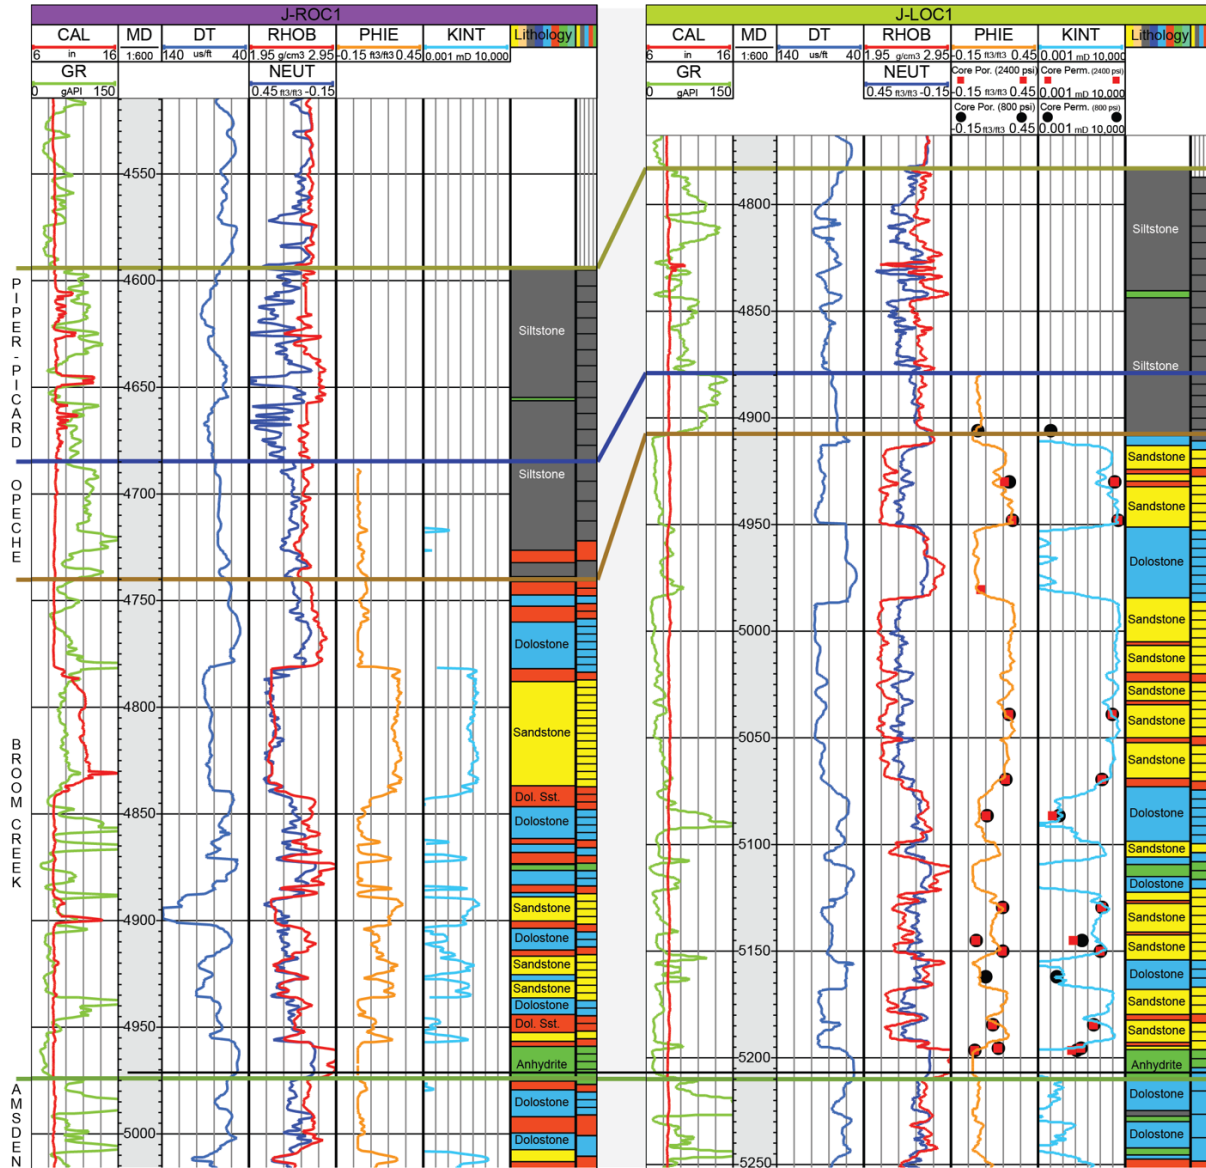 J-ROC1
CAL MD DT RHOB PHIE KINT Lithology
6 in 16 1:600 140 us/ft 40 1.95 g/cm3 2.95 -0.15 ft3/ft3 0.45 0.001 mD 10,000
GR NEUT
0 gAPI 150 0.45 ft3/ft3 -0.15
4550
4600
4650
4700
4750
4800
4850
4900
4950
5000
PIPER-PICARD
OPECHE
BROOM CREEK
AMSDEN
Siltstone
Siltstone
Dolostone
Sandstone
Dol. Sst.
Dolostone
Sandstone
Dolostone
Sandstone
Sandstone
Dolostone
Dol. Sst.
Anhydrite
Dolostone
Dolostone
J-LOC1
CAL MD DT RHOB PHIE KINT Lithology
6 in 16 1:600 140 us/ft 40 1.95 g/cm3 2.95 -0.15 ft3/ft3 0.45 0.001 mD 10,000
GR NEUT Core Por. (2400 psi) Core Perm. (2400 psi)
0 gAPI 150 0.45 ft3/ft3 -0.15 -0.15 ft3/ft3 0.45 0.001 mD 10,000
Core Por. (800 psi) Core Perm. (800 psi)
-0.15 ft3/ft3 0.45 0.001 mD 10,000
4800
4850
4900
4950
5000
5050
5100
5150
5200
5250
Siltstone
Siltstone
Sandstone
Sandstone
Dolostone
Sandstone
Sandstone
Sandstone
Sandstone
Sandstone
Dolostone
Sandstone
Dolostone
Sandstone
Sandstone
Dolostone
Sandstone
Sandstone
Anhydrite
Dolostone
Dolostone